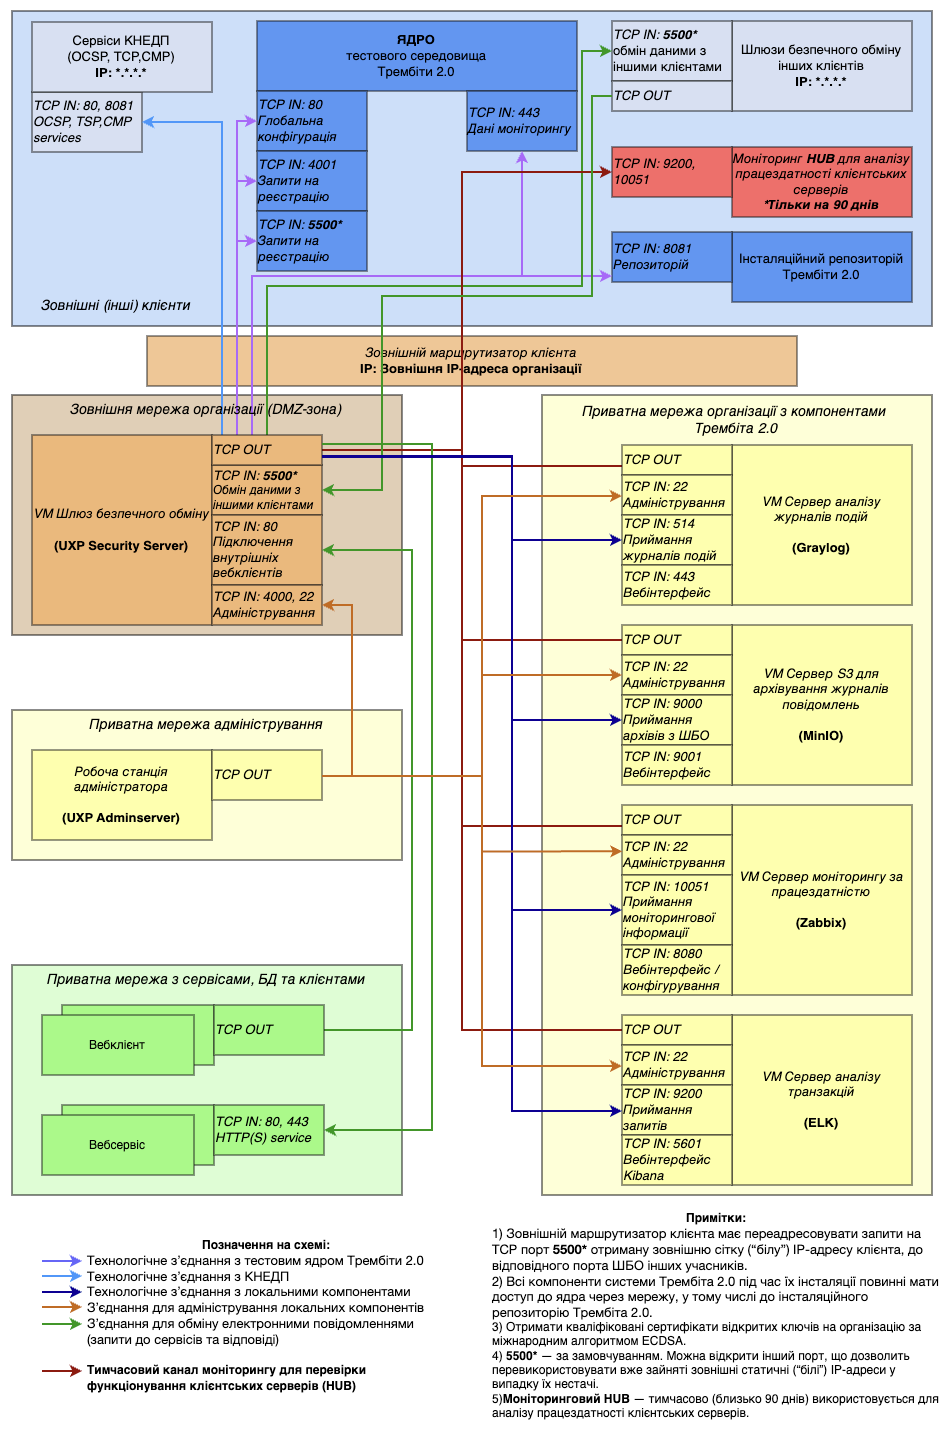 Сервіси КНЕДП
(OCSP, TCP,CMP)
IP: *.*.*.*
TCP IN: 80, 8081
OCSP, TSP,CMP
services
ЯДРО
тестового середовища
Трембіти 2.0
TCP IN: 80
Глобальна
конфігурація
TCP IN: 4001
Запити на
реєстрацію
TCP IN: 5500*
Запити на
реєстрацію
TCP IN: 443
Дані моніторингу
TCP IN: 5500*
обмін даними з
іншими клієнтами
TCP OUT
Шлюзи безпечного обміну
інших клієнтів
IP: *.*.*.*
TCP IN: 9200,
10051
Моніторинг HUB для аналізу
працездатності клієнтських
серверів
*Тільки на 90 днів
TCP IN: 8081
Репозиторій
Інсталяційний репозиторій
Трембіти 2.0
Зовнішні (інші) клієнти
Зовнішній маршрутизатор клієнта
IP: Зовнішня IP-адреса організації
Зовнішня мережа організації (DMZ-зона)
VM Шлюз безпечного обміну
(UXP Security Server)
TCP OUT
TCP IN: 5500*
Обмін даними з
іншими клієнтами
TCP IN: 80
Підключення
внутрішніх
вебклієнтів
TCP IN: 4000, 22
Адміністрування
Приватна мережа адміністрування
Робоча станція
адміністратора
(UXP Adminserver)
TCP OUT
Приватна мережа з сервісами, БД та клієнтами
Вебклієнт
TCP OUT
Вебсервіс
TCP IN: 80, 443
HTTP(S) service
Приватна мережа організації з компонентами
Трембіта 2.0
TCP OUT
TCP IN: 22
Адміністрування
TCP IN: 514
Приймання
журналів подій
TCP IN: 443
Вебінтерфейс
VM Сервер аналізу
журналів подій
(Graylog)
TCP OUT
TCP IN: 22
Адміністрування
TCP IN: 9000
Приймання
архівів з ШБО
TCP IN: 9001
Вебінтерфейс
VM Сервер S3 для
архівування журналів
повідомлень
(MinIO)
TCP OUT
TCP IN: 22
Адміністрування
TCP IN: 10051
Приймання
моніторингової
інформації
TCP IN: 8080
Вебінтерфейс /
конфігурування
VM Сервер моніторингу за
працездатністю
(Zabbix)
TCP OUT
TCP IN: 22
Адміністрування
TCP IN: 9200
Приймання
запитів
TCP IN: 5601
Вебінтерфейс
Kibana
VM Сервер аналізу
транзакцій
(ELK)
Позначення на схемі:
Технологічне з’єднання з тестовим ядром Трембіти 2.0
Технологічне з’єднання з КНЕДП
Технологічне з’єднання з локальними компонентами
З’єднання для адміністрування локальних компонентів
З’єднання для обміну електронними повідомленнями
(запити до сервісів та відповіді)
Тимчасовий канал моніторингу для перевірки
функціонування клієнтських серверів (HUB)
Примітки:
1) Зовнішній маршрутизатор клієнта має переадресовувати запити на
TCP порт 5500* отриману зовнішню сітку (“білу”) IP-адресу клієнта, до
відповідного порта ШБО інших учасників.
2) Всі компоненти системи Трембіта 2.0 під час їх інсталяції повинні мати
доступ до ядра через мережу, у тому числі до інсталяційного
репозиторію Трембіта 2.0.
3) Отримати кваліфіковані сертифікати відкритих ключів на організацію за
міжнародним алгоритмом ECDSA.
4) 5500* — за замовчуванням. Можна відкрити інший порт, що дозволить
перевикористовувати вже зайняті зовнішні статичні (“білі”) IP-адреси у
випадку їх нестачі.
5)Моніторинговий HUB — тимчасово (близько 90 днів) використовується для
аналізу працездатності клієнтських серверів.